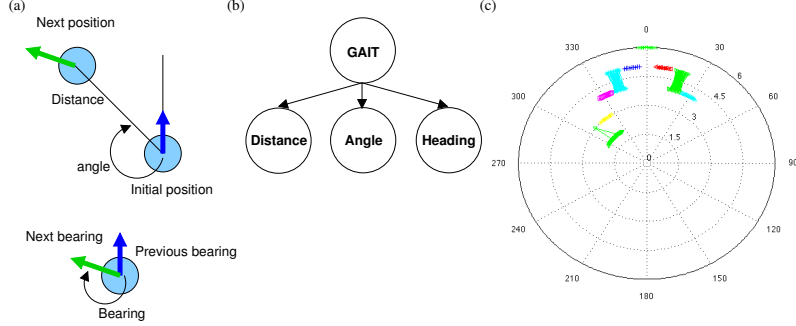 (a)
Next position
Distance
angle
Initial position
Next bearing
Previous bearing
Bearing
(b)
GAIT
Distance
Angle
Heading
(c)
0
30
60
90
120
150
180
210
240
270
300
330
6
4.5
3
1.5
0